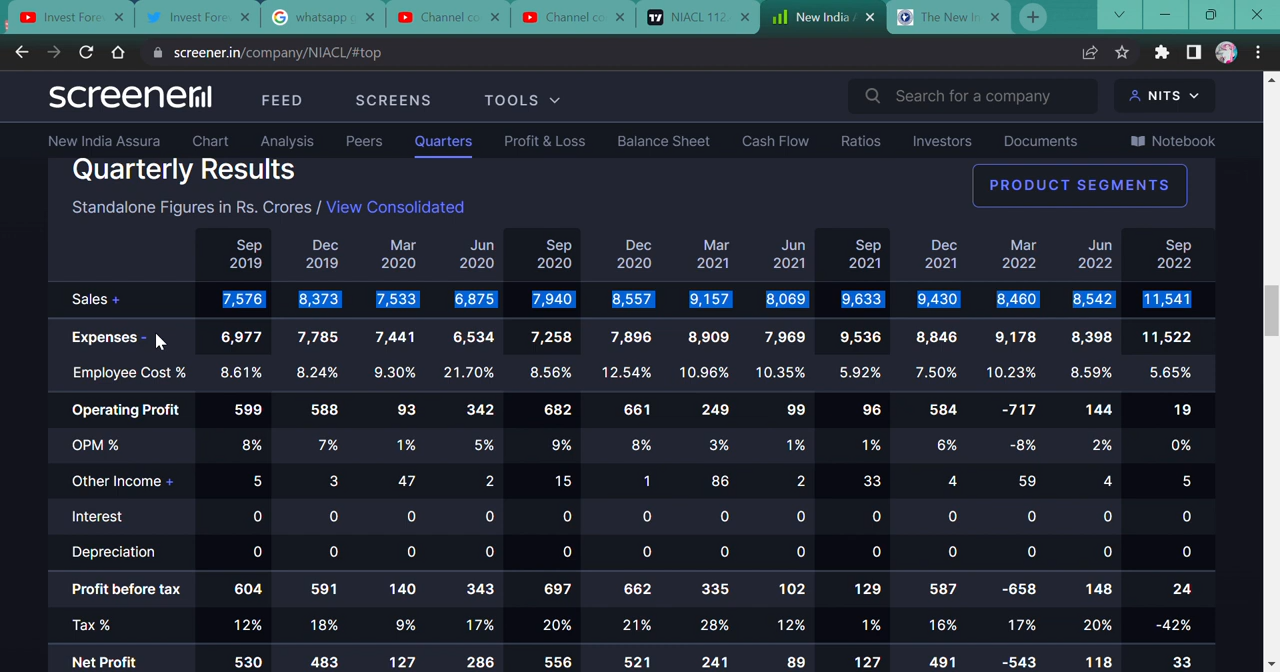 Invest Fore
Invest Fore
whatsapp g
Channel co
Channel co
NIACL 112.
New India A
The New In
screener.in/company/NIACL/#top
screener
FEED
SCREENS
TOOLS
Search for a company
NITS
New India Assura
Chart
Analysis
Peers
Quarters
Profit & Loss
Balance Sheet
Cash Flow
Ratios
Investors
Documents
Notebook
Quarterly Results
PRODUCT SEGMENTS
Standalone Figures in Rs. Crores / View Consolidated
Sep Dec Mar Jun Sep Dec Mar Jun Sep Dec Mar Jun Sep
2019 2019 2020 2020 2020 2020 2021 2021 2021 2021 2022 2022 2022
Sales + 7,576 8,373 7,533 6,875 7,940 8,557 9,157 8,069 9,633 9,430 8,460 8,542 11,541
Expenses - 6,977 7,785 7,441 6,534 7,258 7,896 8,909 7,969 9,536 8,846 9,178 8,398 11,522
Employee Cost % 8.61% 8.24% 9.30% 21.70% 8.56% 12.54% 10.96% 10.35% 5.92% 7.50% 10.23% 8.59% 5.65%
Operating Profit 599 588 93 342 682 661 249 99 96 584 -717 144 19
OPM % 8% 7% 1% 5% 9% 8% 3% 1% 1% 6% -8% 2% 0%
Other Income + 5 3 47 2 15 1 86 2 33 4 59 4 5
Interest 0 0 0 0 0 0 0 0 0 0 0 0 0
Depreciation 0 0 0 0 0 0 0 0 0 0 0 0 0
Profit before tax 604 591 140 343 697 662 335 102 129 587 -658 148 24
Tax % 12% 18% 9% 17% 20% 21% 28% 12% 1% 16% 17% 20% -42%
Net Profit 530 483 127 286 556 521 241 89 127 491 -543 118 33